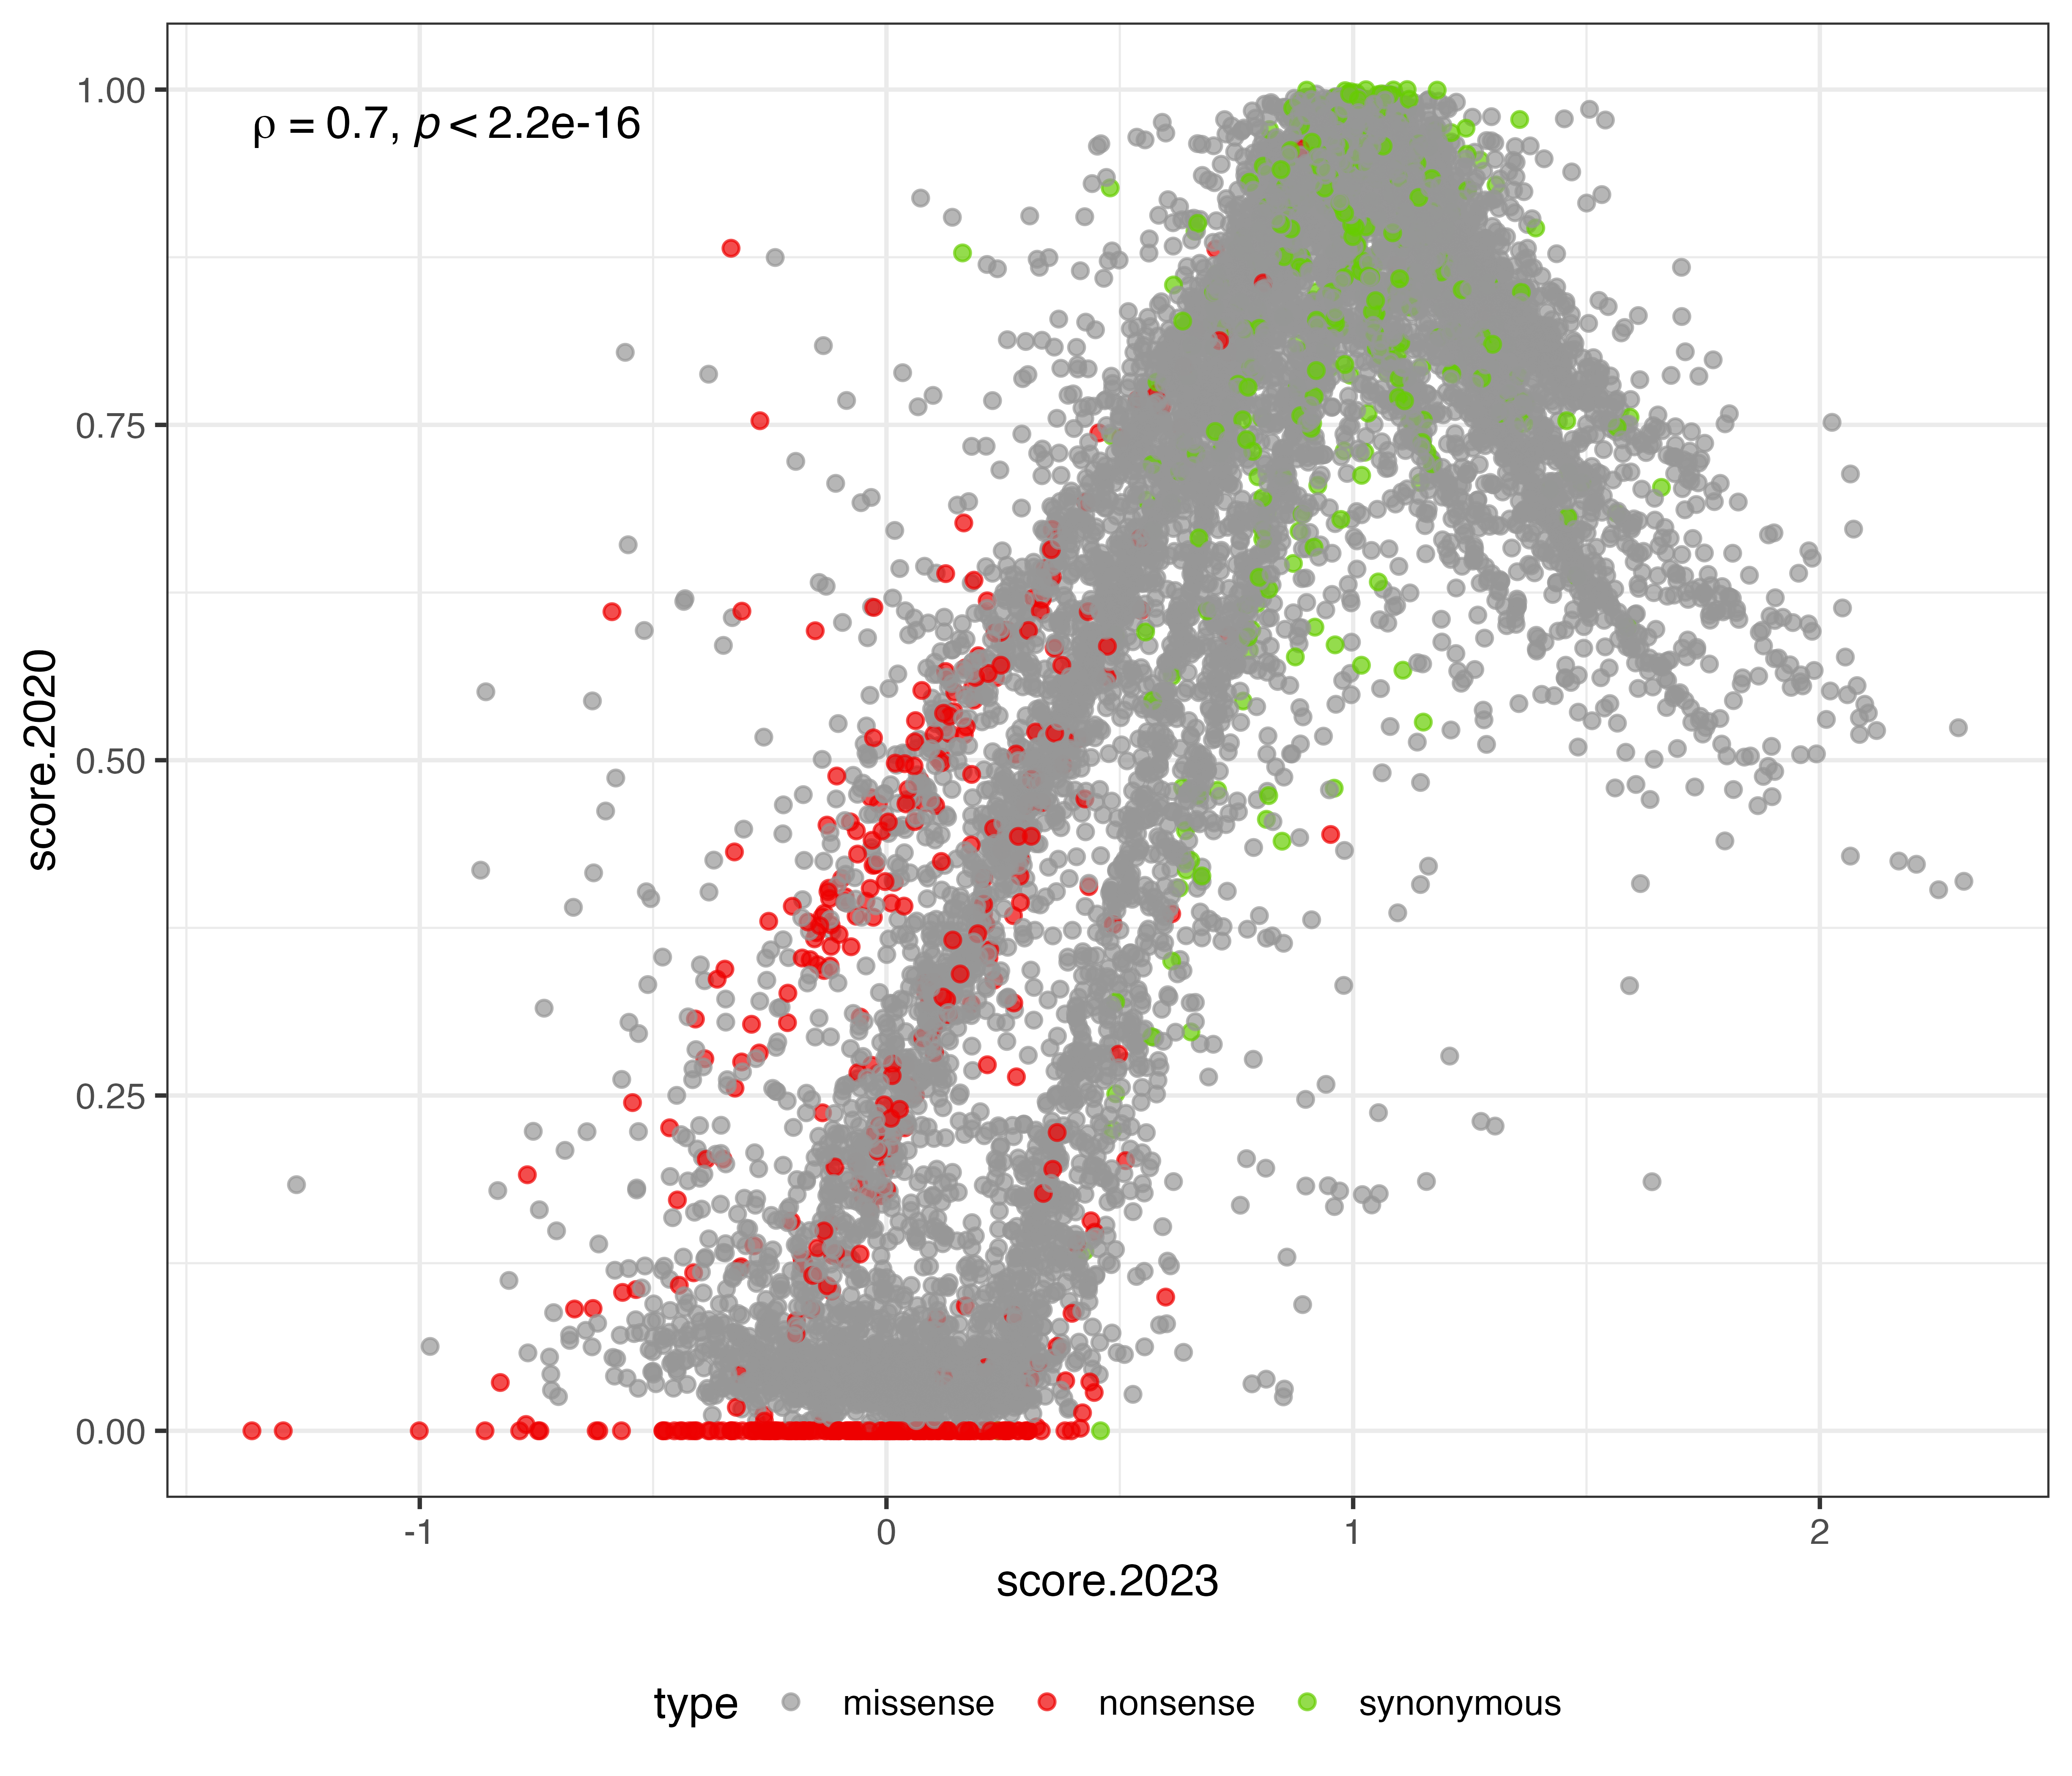 1.00
ρ = 0.7, p < 2.2e-16
0.75
score.2020
0.50
0.25
0.00
-1 0 1 2
score.2023
type missense nonsense synonymous